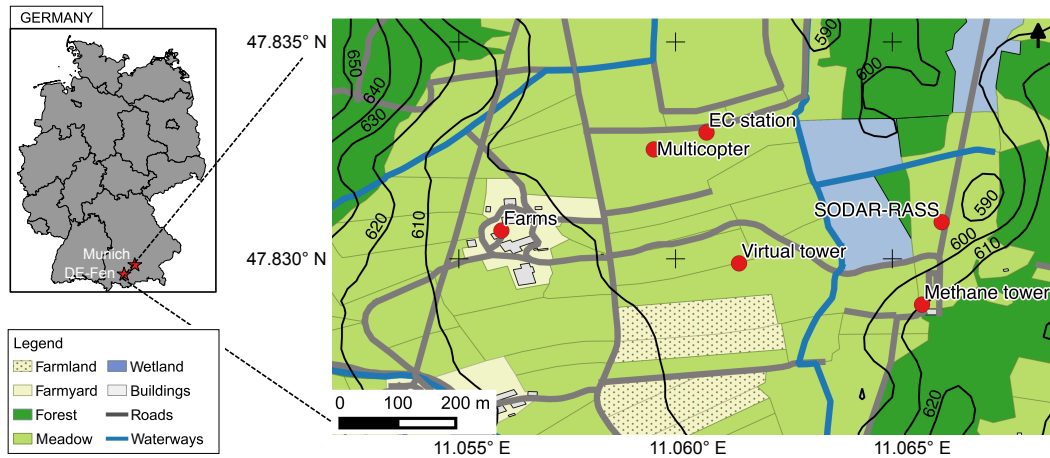 GERMANY
Munich
DE-Fen
Legend
Farmland
Wetland
Farmyard
Buildings
Forest
Roads
Meadow
Waterways
47.835° N
47.830° N
650
640
630
620
610
590
600
EC station
Multicopter
Farms
SODAR-RASS
590
600
610
Virtual tower
Methane tower
620
0 100 200 m
11.055° E 11.060° E 11.065° E